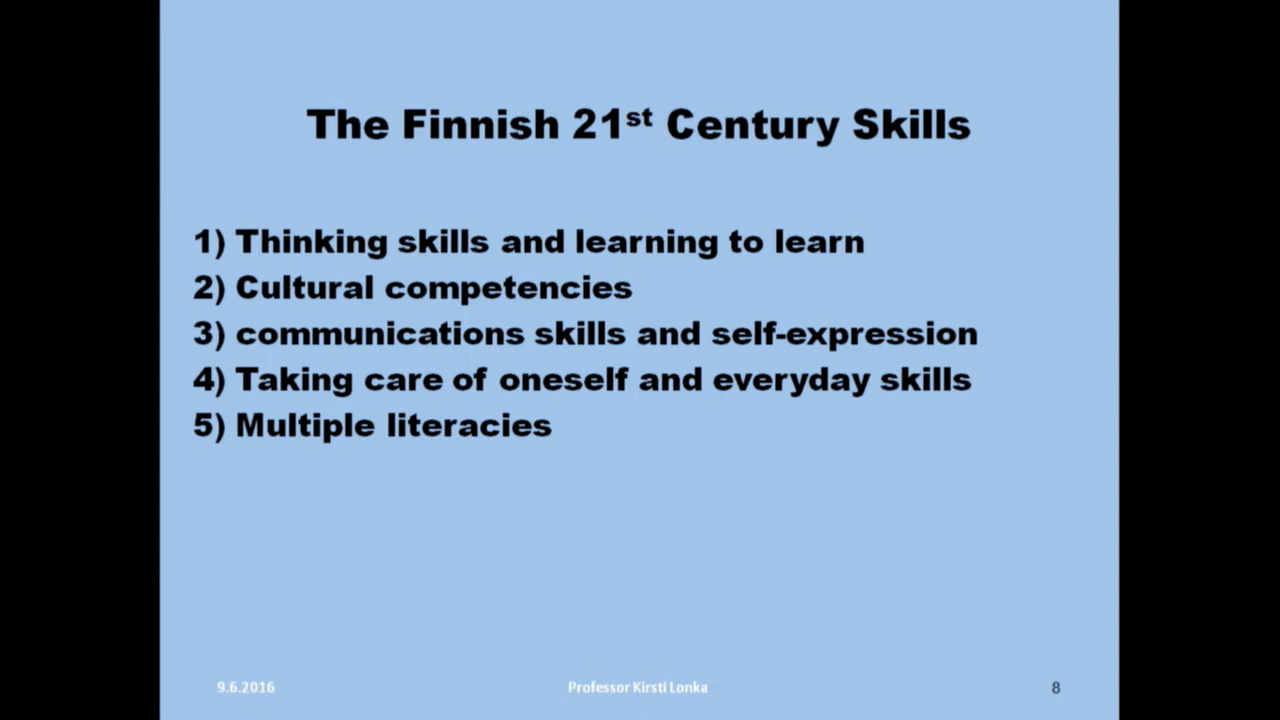 The Finnish 21st Century Skills
1) Thinking skills and learning to learn
2) Cultural competencies
3) communications skills and self-expression
4) Taking care of oneself and everyday skills
5) Multiple literacies
9.6.2016 Professor Kirsti Lonka 8